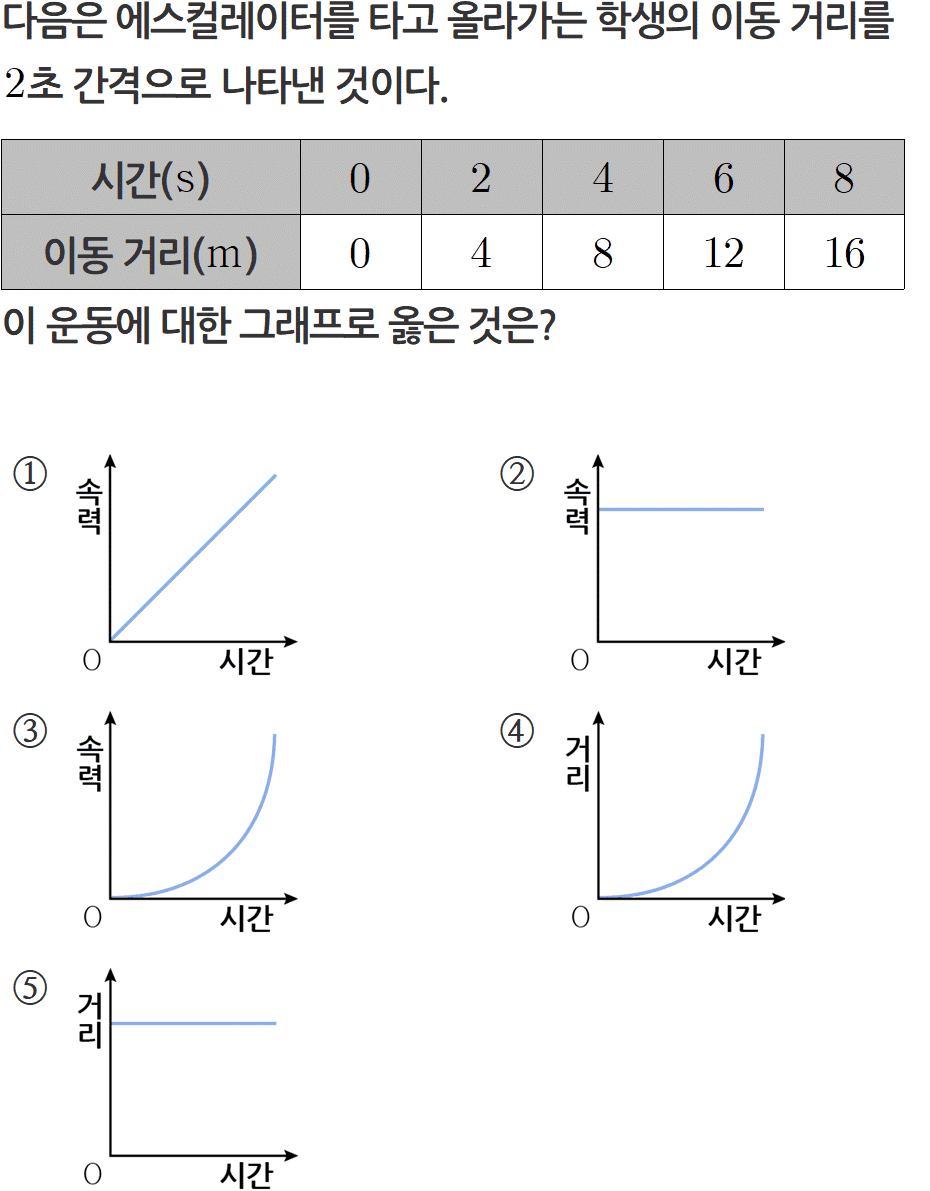 다음은 에스컬레이터를 타고 올라가는 학생의 이동 거리를
2초 간격으로 나타낸 것이다.
시간(s) 0 2 4 6 8
이동 거리(m) 0 4 8 12 16
이 운동에 대한 그래프로 옳은 것은?
① 속력 O 시간
② 속력 O 시간
③ 속력 O 시간
④ 거리 O 시간
⑤ 거리 O 시간